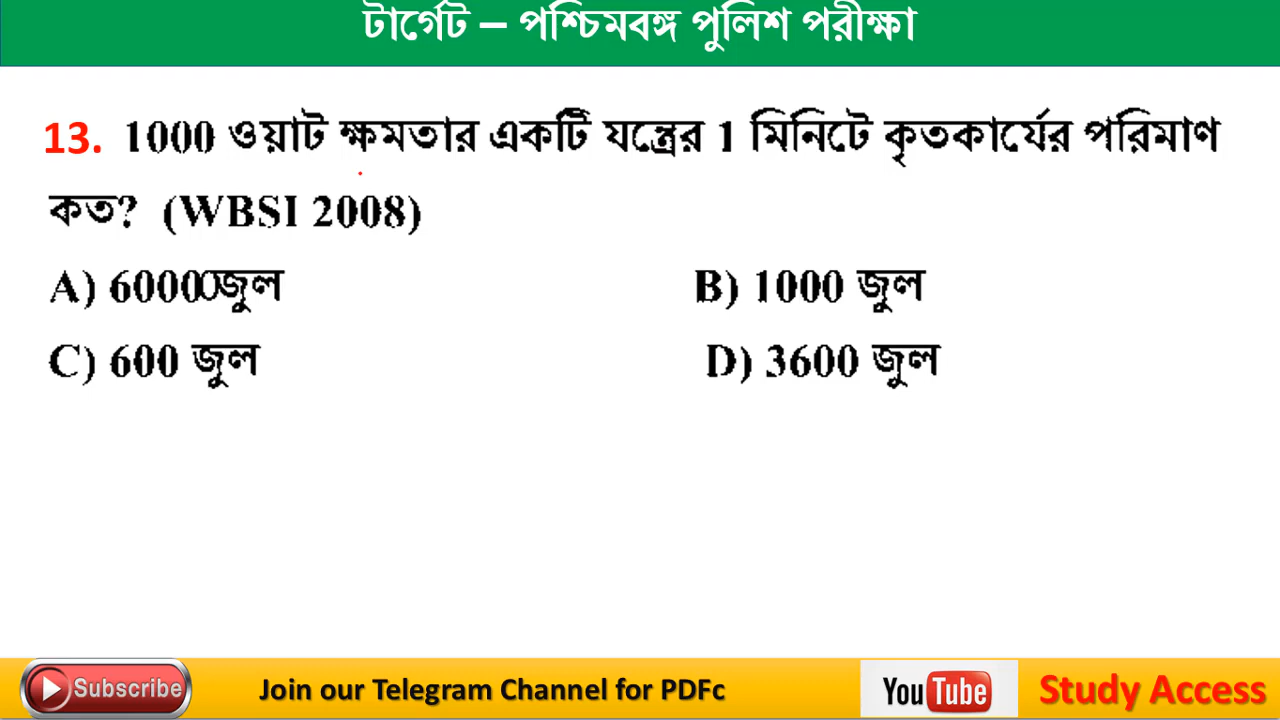 টার্গেট – পশ্চিমবঙ্গ পুলিশ পরীক্ষা
13. 1000 ওয়াট ক্ষমতার একটি যন্ত্রের 1 মিনিটে কৃতকার্যের পরিমাণ
কত? (WBSI 2008)
A) 60000 জুল B) 1000 জুল
C) 600 জুল D) 3600 জুল
Subscribe Join our Telegram Channel for PDFc YouTube Study Access